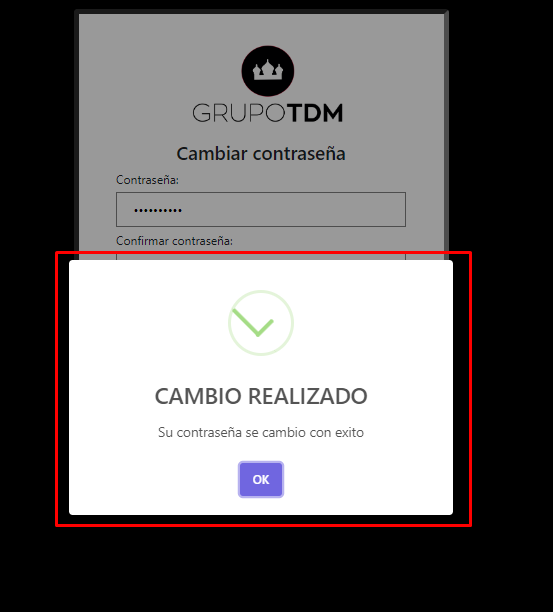 GRUPOTDM
Cambiar contraseña
Contraseña:
••••••••••
Confirmar contraseña:
CAMBIO REALIZADO
Su contraseña se cambio con exito
OK